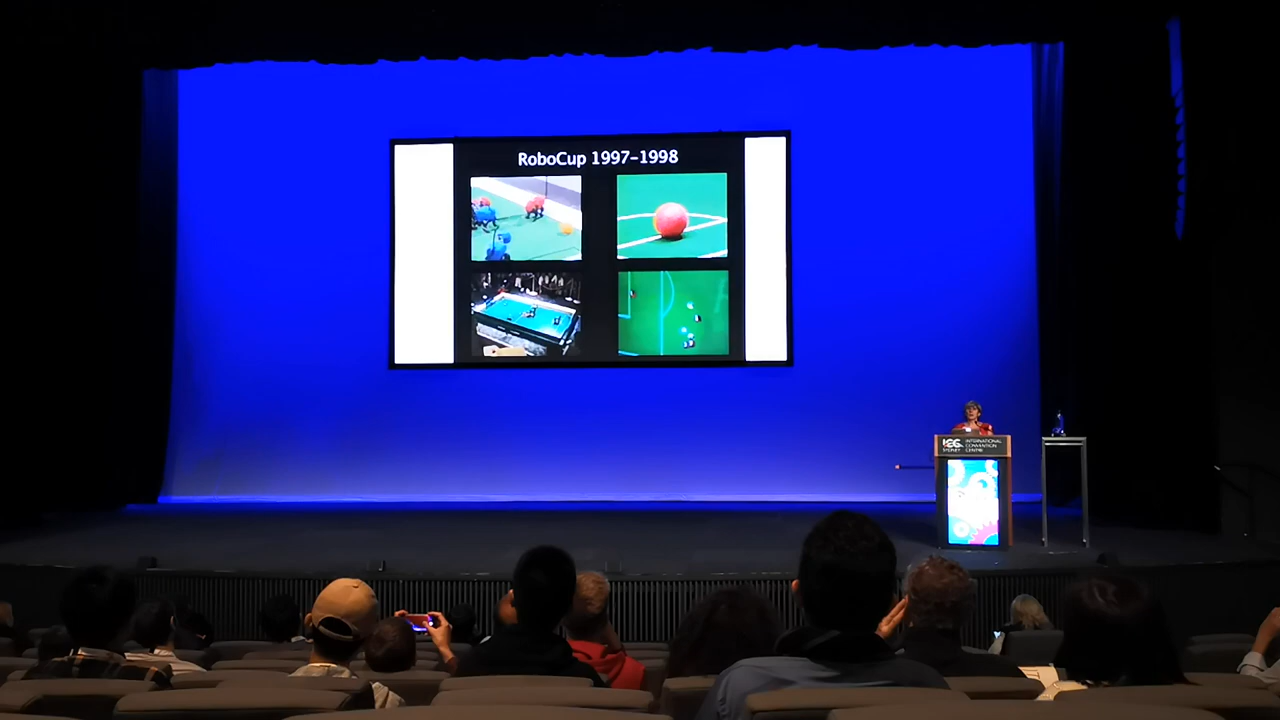 RoboCup 1997-1998
ICC
SYDNEY
INTERNATIONAL
CONVENTION
CENTRE